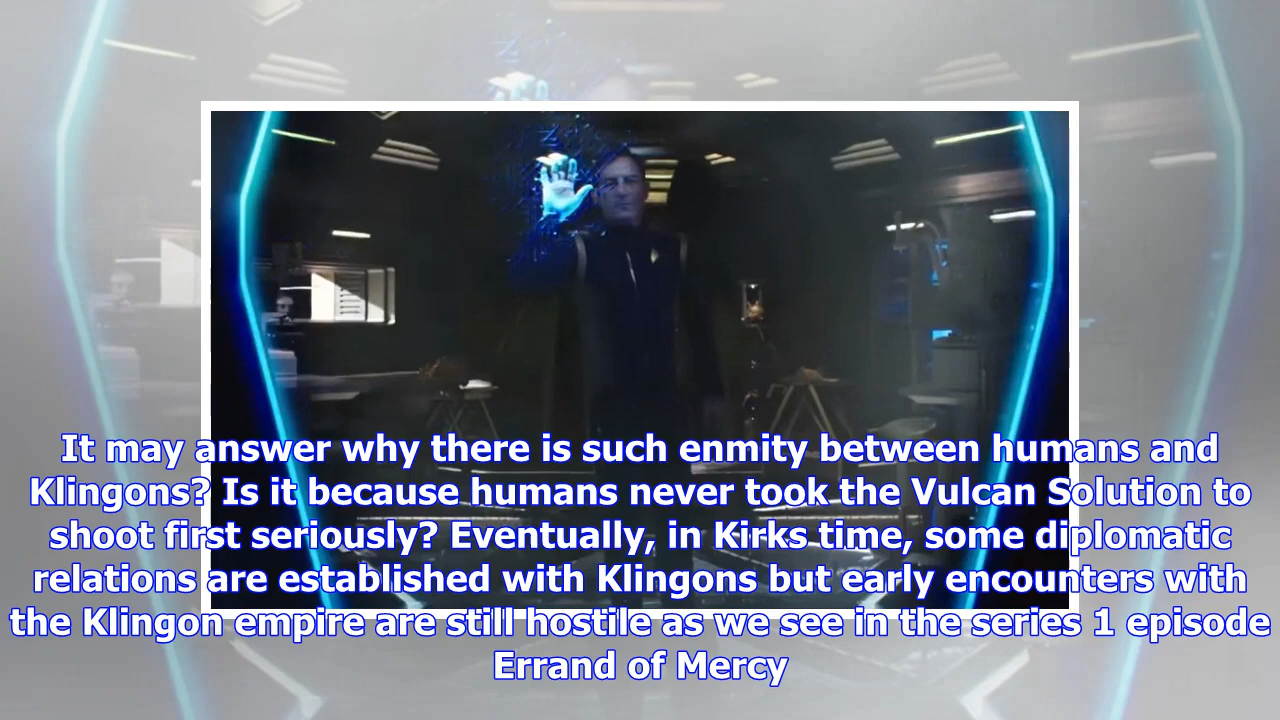 It may answer why there is such enmity between humans and
Klingons? Is it because humans never took the Vulcan Solution to
shoot first seriously? Eventually, in Kirks time, some diplomatic
relations are established with Klingons but early encounters with
the Klingon empire are still hostile as we see in the series 1 episode
Errand of Mercy